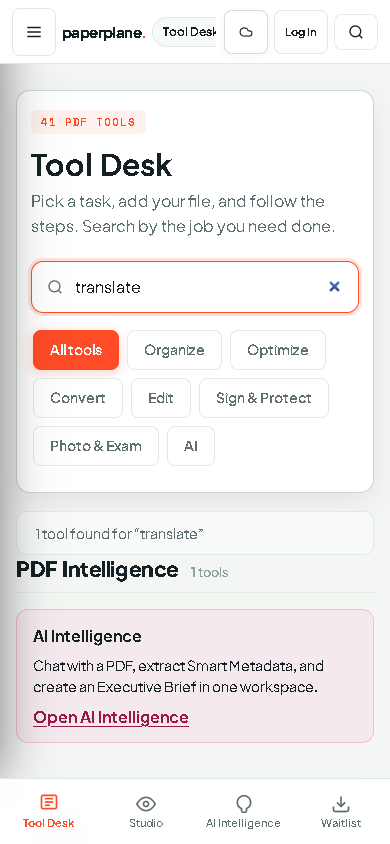 paperplane.
Tool Desk
Log in
41 PDF TOOLS
Tool Desk
Pick a task, add your file, and follow the
steps. Search by the job you need done.
translate
All tools
Organize
Optimize
Convert
Edit
Sign & Protect
Photo & Exam
AI
1 tool found for “translate”
PDF Intelligence
1 tools
AI Intelligence
Chat with a PDF, extract Smart Metadata, and
create an Executive Brief in one workspace.
Open AI Intelligence
Tool Desk
Studio
AI Intelligence
Waitlist